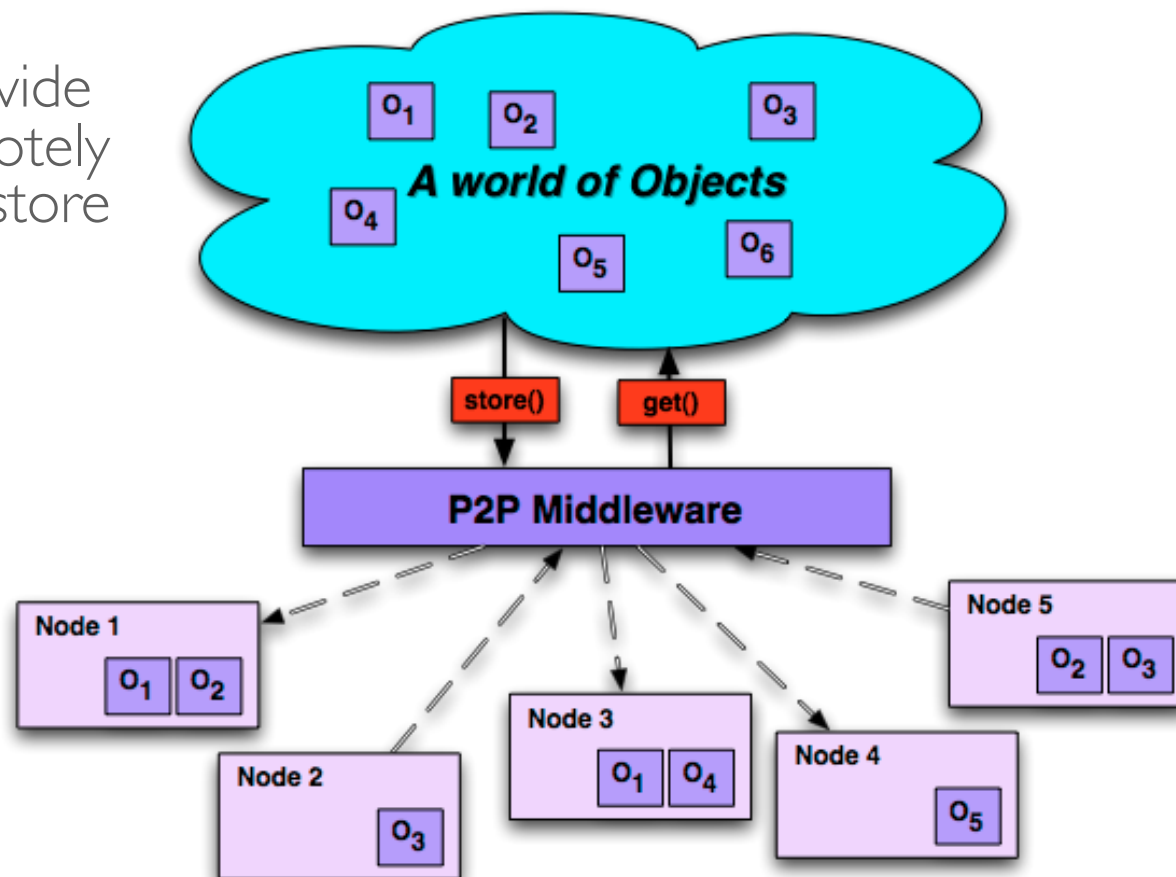 vide
otely
store
O1 O2 O3
A world of Objects
O4
O5
O6
store() get()
P2P Middleware
Node 1
O1 O2
Node 2
O3
Node 3
O1 O4
Node 4
O5
Node 5
O2 O3